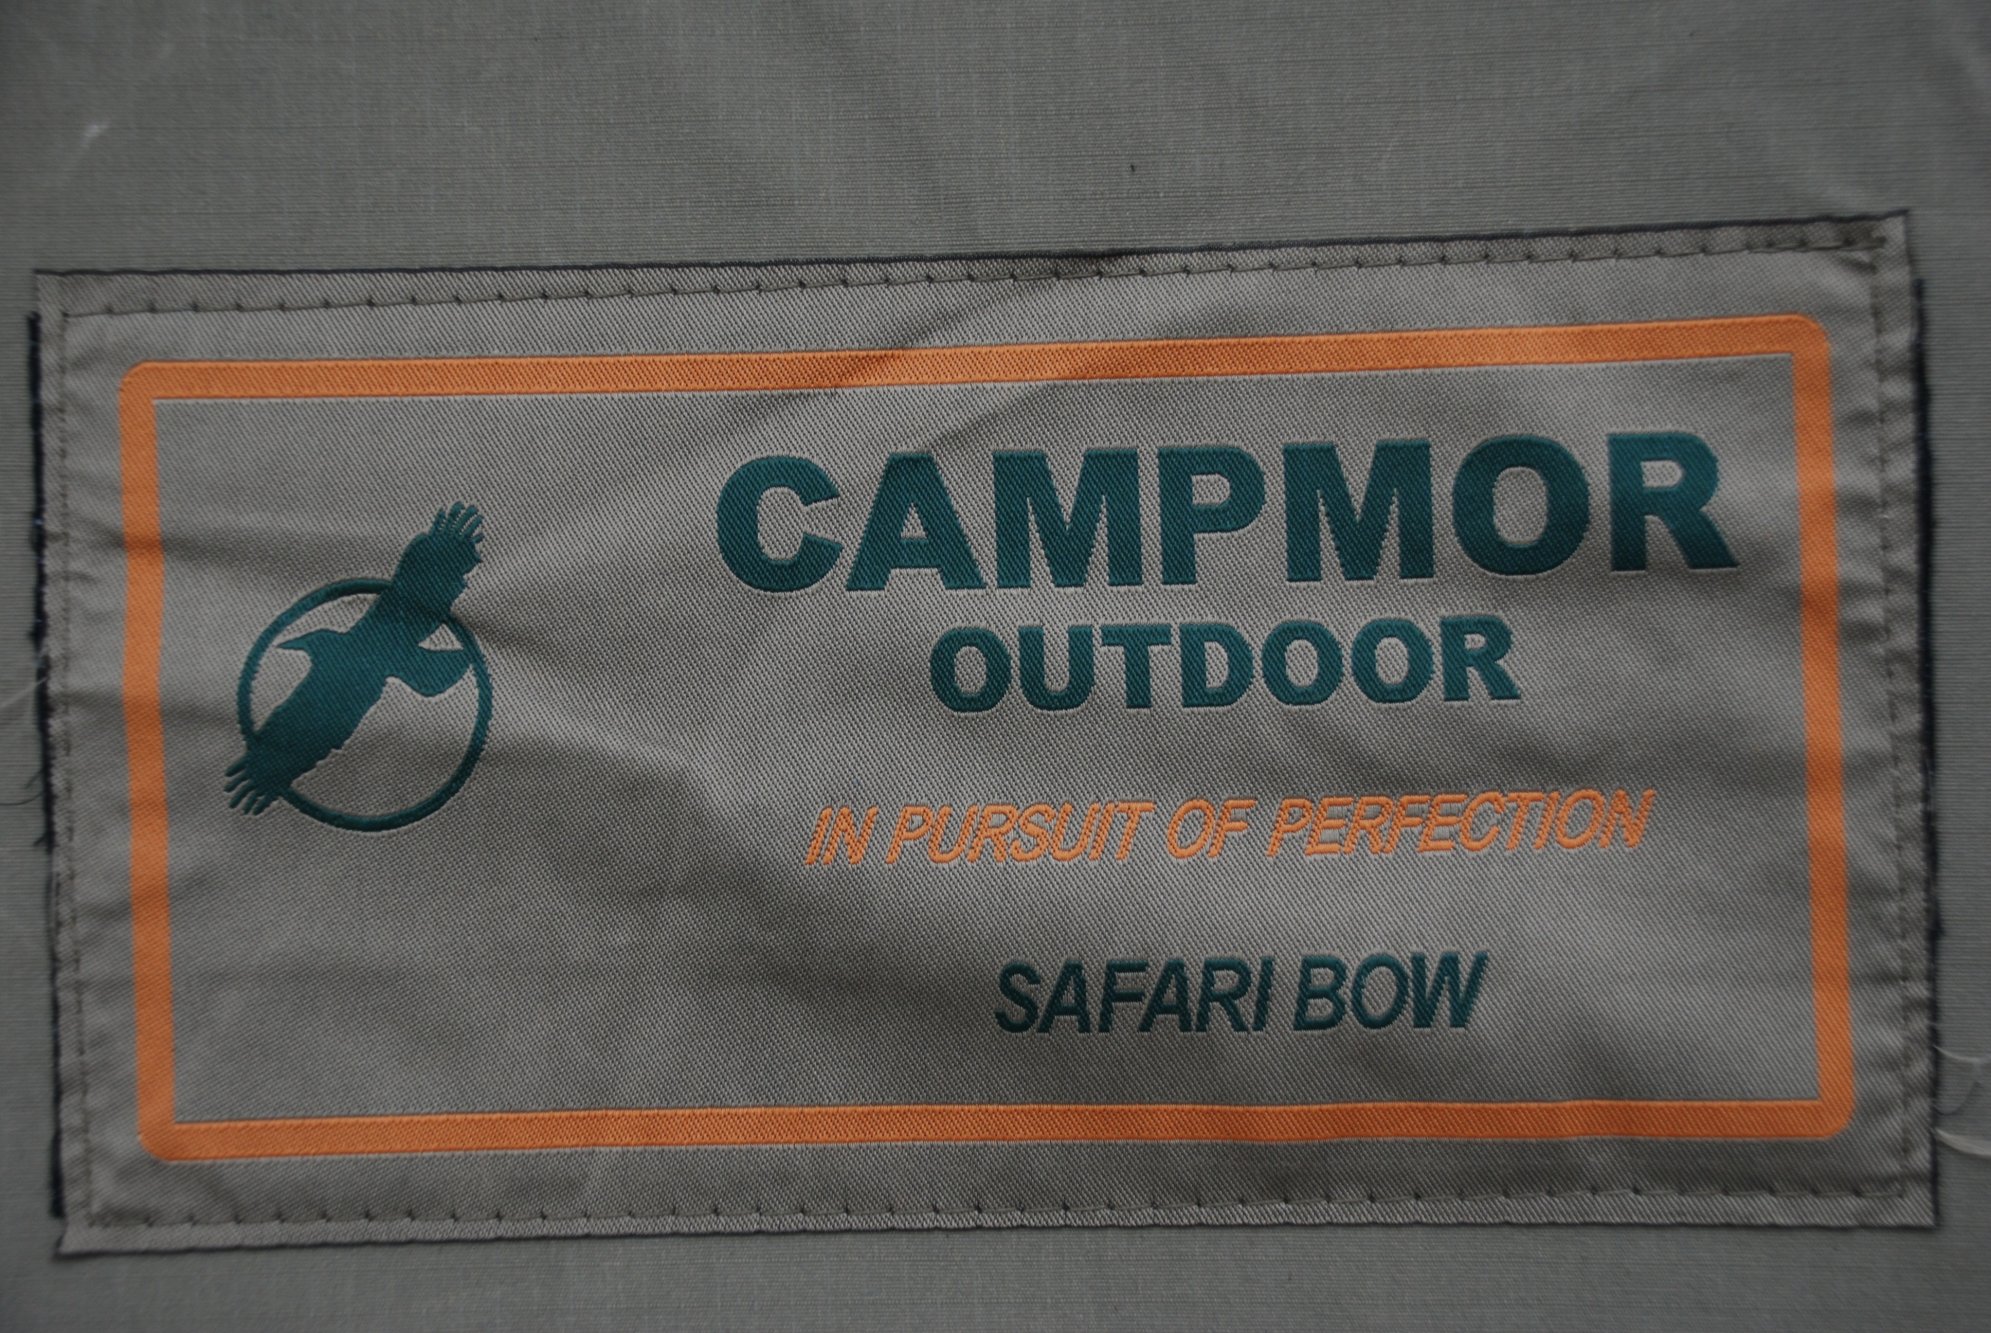 CAMPMOR
OUTDOOR
IN PURSUIT OF PERFECTION
SAFARI BOW